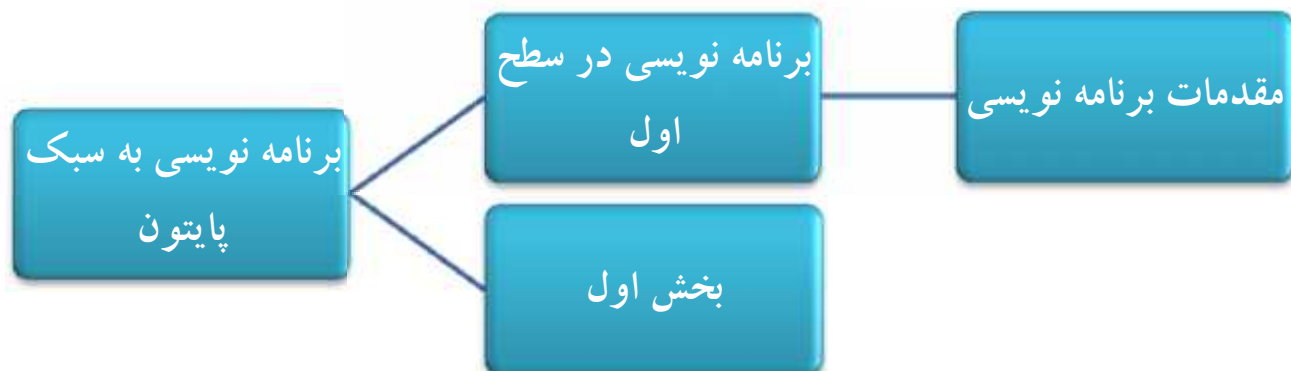 برنامه نویسی به سبک
پایتون
برنامه نویسی در سطح
اول
مقدمات برنامه نویسی
بخش اول